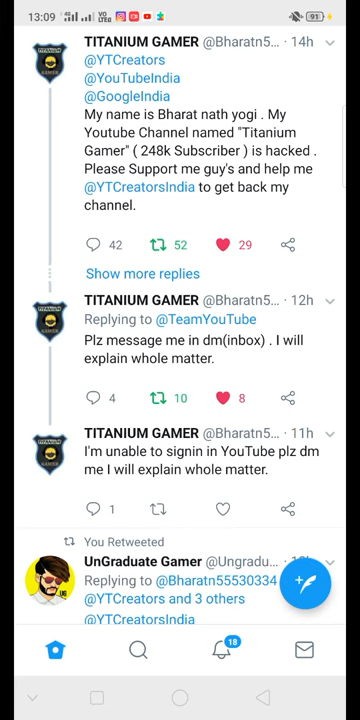 13:09
4G
VO
LTE
91
TITANIUM GAMER @Bharatn5... · 14h
@YTCreators
@YouTubeIndia
@GoogleIndia
My name is Bharat nath yogi . My
Youtube Channel named "Titanium
Gamer" ( 248k Subscriber ) is hacked .
Please Support me guy's and help me
@YTCreatorsIndia to get back my
channel.
42 52 29
Show more replies
TITANIUM GAMER @Bharatn5... · 12h
Replying to @TeamYouTube
Plz message me in dm(inbox) . I will
explain whole matter.
4 10 8
TITANIUM GAMER @Bharatn5... · 11h
I'm unable to signin in YouTube plz dm
me I will explain whole matter.
1
You Retweeted
UnGraduate Gamer @Ungradu...
Replying to @Bharatn55530334
@YTCreators and 3 others
@YTCreatorsIndia
18